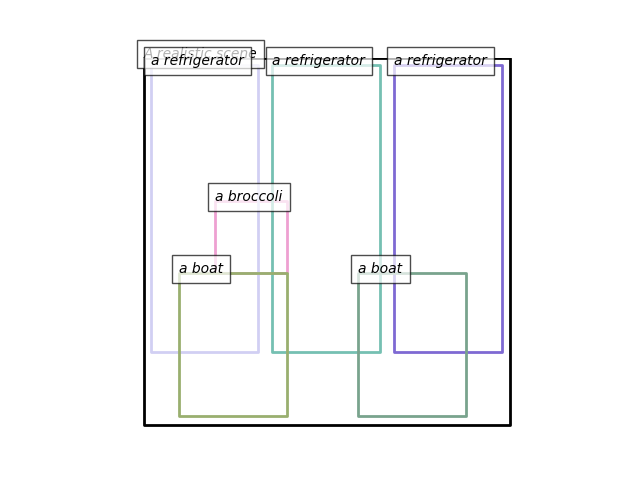 A realistic scene
a refrigerator
a refrigerator
a refrigerator
a broccoli
a boat
a boat